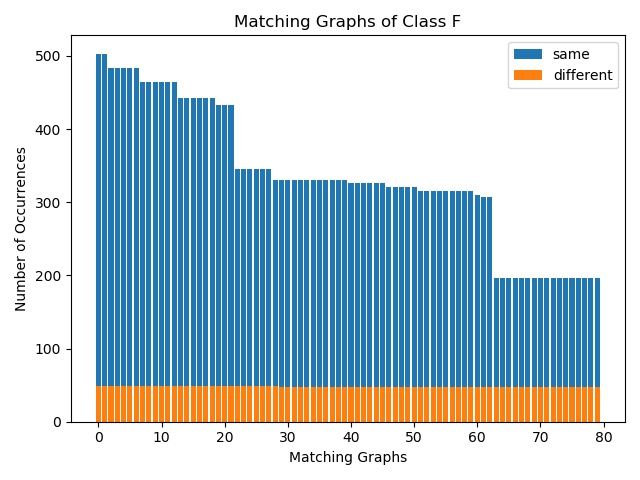 Matching Graphs of Class F
same
different
Number of Occurrences
500
400
300
200
100
0
0 10 20 30 40 50 60 70 80
Matching Graphs